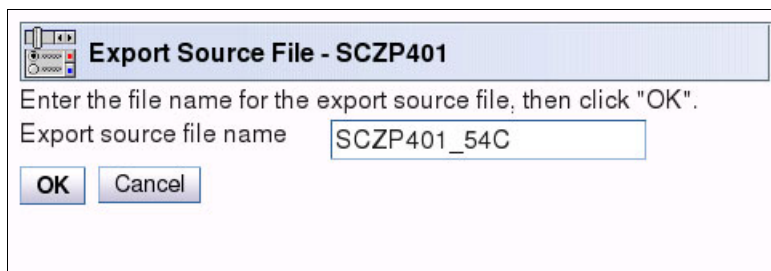 Export Source File - SCZP401
Enter the file name for the export source file, then click "OK".
Export source file name SCZP401_54C
OK Cancel